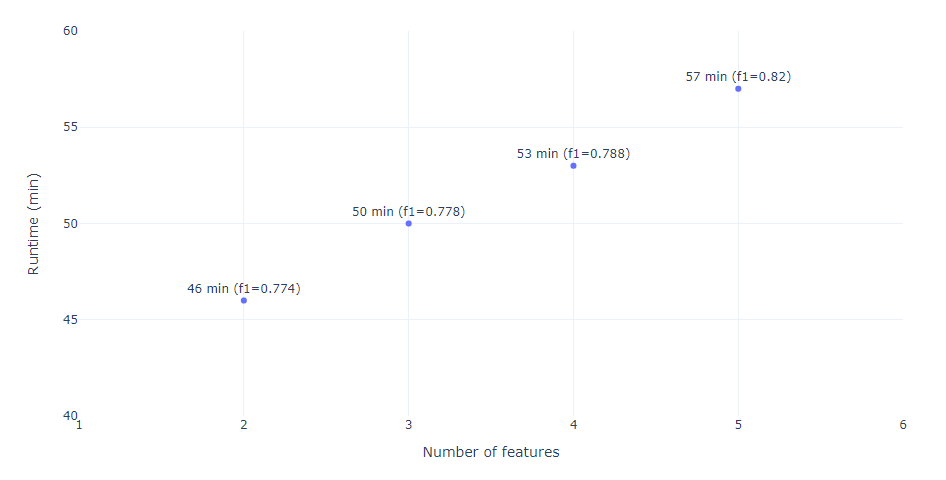 60
57 min (f1=0.82)
55
53 min (f1=0.788)
50 min (f1=0.778)
50
Runtime (min)
46 min (f1=0.774)
45
40
1 2 3 4 5 6
Number of features